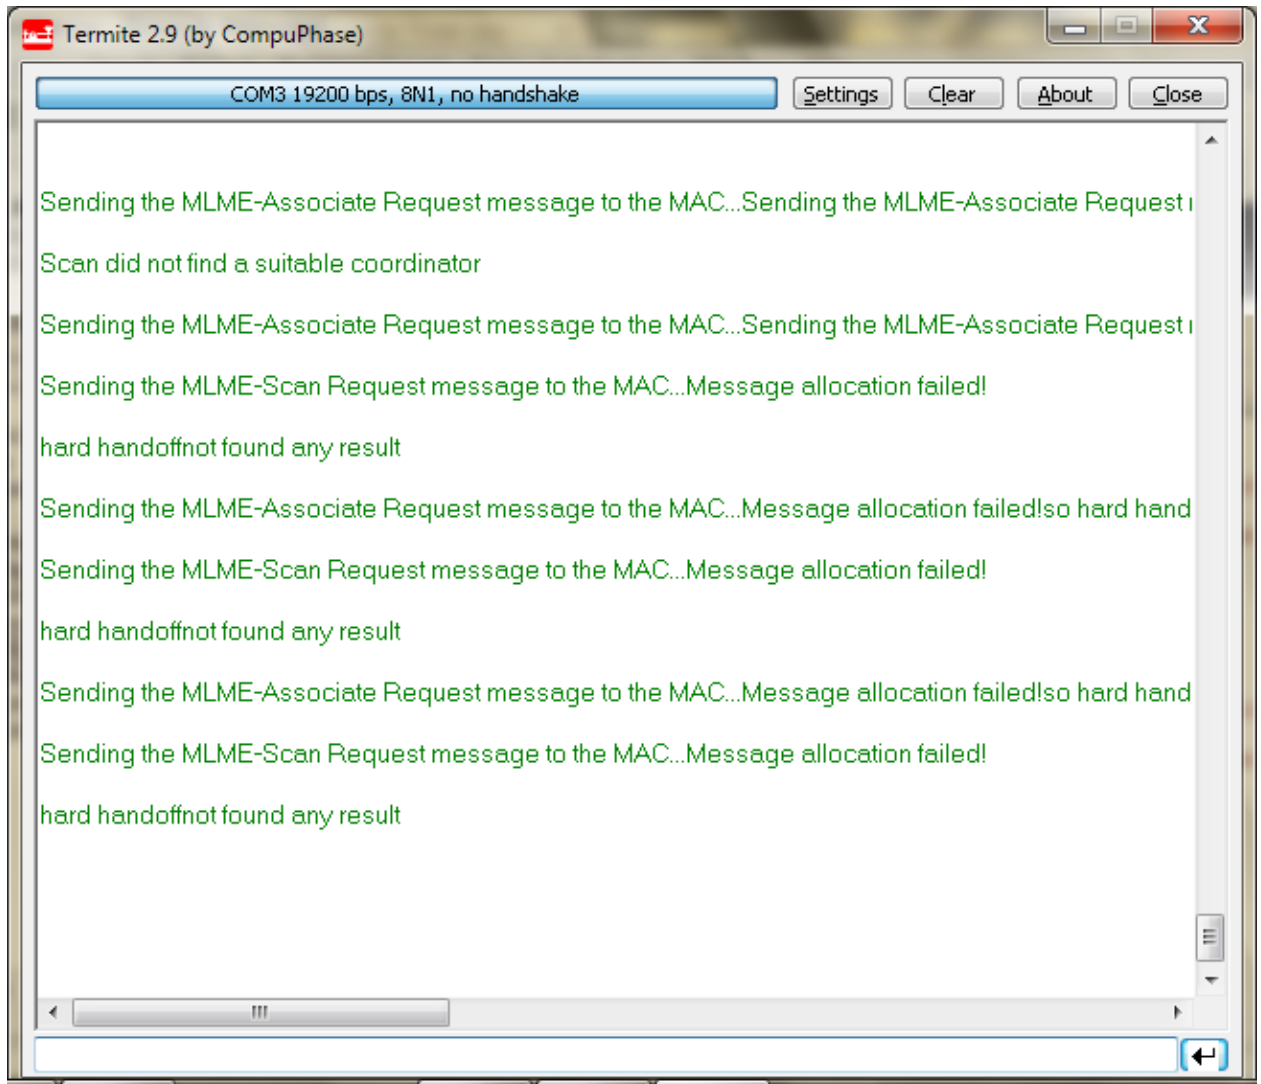 Termite 2.9 (by CompuPhase)
COM3 19200 bps, 8N1, no handshake
Settings
Clear
About
Close
Sending the MLME-Associate Request message to the MAC...Sending the MLME-Associate Request
Scan did not find a suitable coordinator
Sending the MLME-Associate Request message to the MAC...Sending the MLME-Associate Request
Sending the MLME-Scan Request message to the MAC...Message allocation failed!
hard handoffnot found any result
Sending the MLME-Associate Request message to the MAC...Message allocation failed!so hard hand
Sending the MLME-Scan Request message to the MAC...Message allocation failed!
hard handoffnot found any result
Sending the MLME-Associate Request message to the MAC...Message allocation failed!so hard hand
Sending the MLME-Scan Request message to the MAC...Message allocation failed!
hard handoffnot found any result